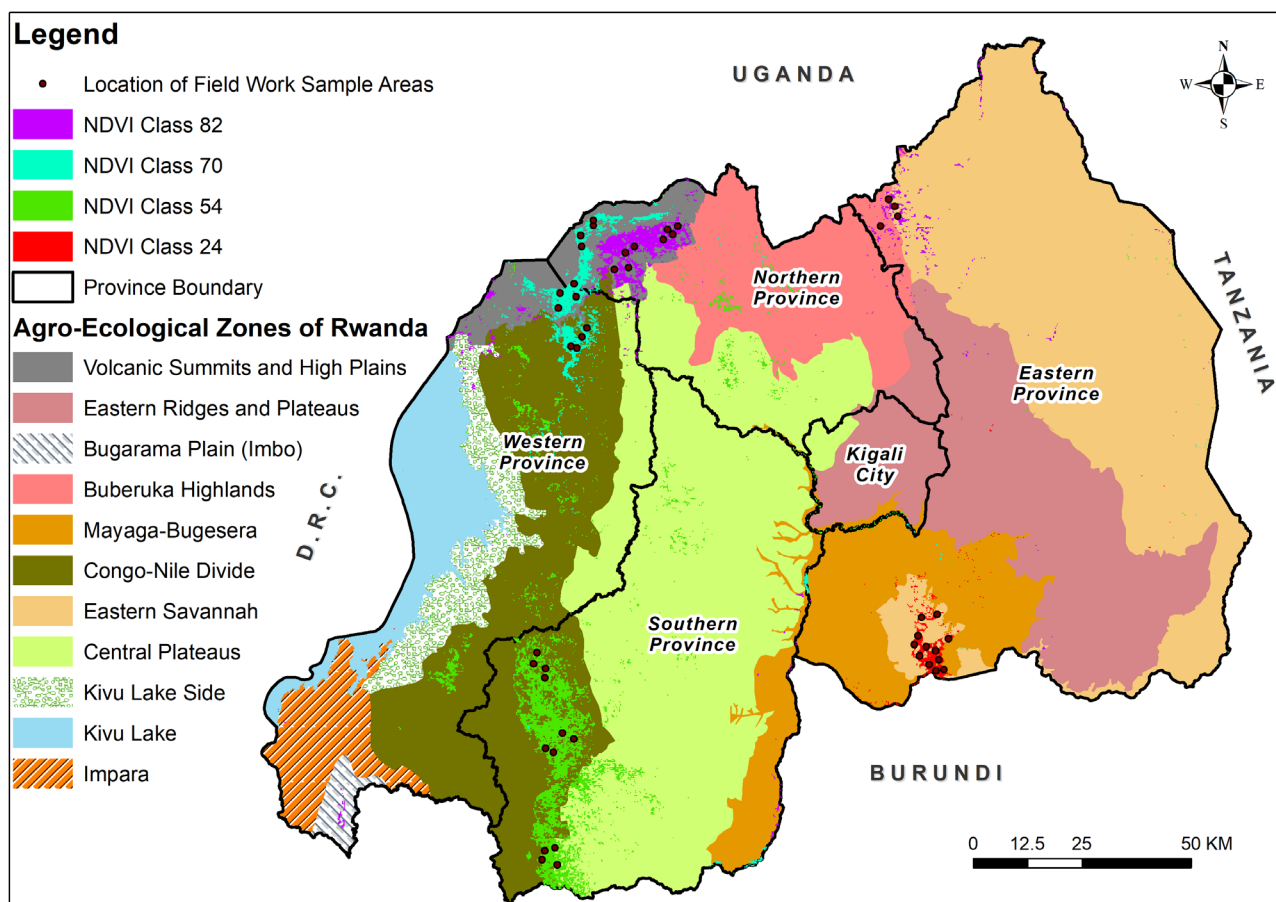 Legend
Location of Field Work Sample Areas
NDVI Class 82
NDVI Class 70
NDVI Class 54
NDVI Class 24
Province Boundary
Agro-Ecological Zones of Rwanda
Volcanic Summits and High Plains
Eastern Ridges and Plateaus
Bugarama Plain (Imbo)
Buberuka Highlands
Mayaga-Bugesera
Congo-Nile Divide
Eastern Savannah
Central Plateaus
Kivu Lake Side
Kivu Lake
Impara
UGANDA
N
W
E
S
TANZANIA
Northern
Province
Eastern
Province
Western
Province
Kigali
City
D.R.C.
Southern
Province
BURUNDI
0 12.5 25 50 KM